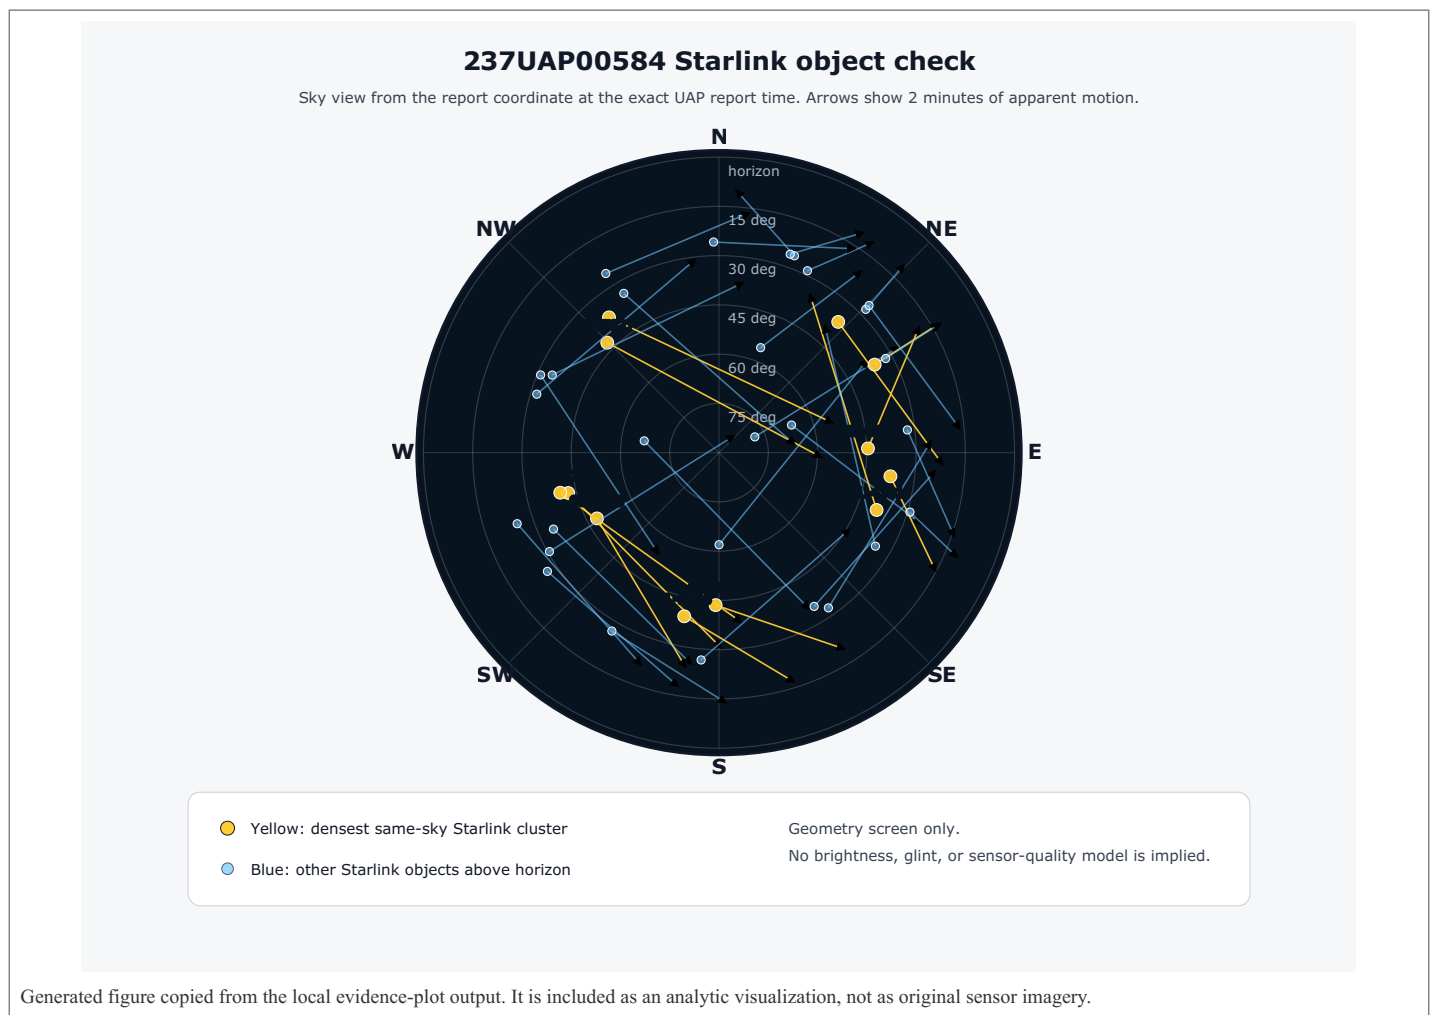 237UAP00584 Starlink object check
Sky view from the report coordinate at the exact UAP report time. Arrows show 2 minutes of apparent motion.
N
horizon
15 deg
NW
NE
30 deg
45 deg
60 deg
75 deg
W
E
SW
SE
S
Yellow: densest same-sky Starlink cluster
Blue: other Starlink objects above horizon
Geometry screen only.
No brightness, glint, or sensor-quality model is implied.
Generated figure copied from the local evidence-plot output. It is included as an analytic visualization, not as original sensor imagery.